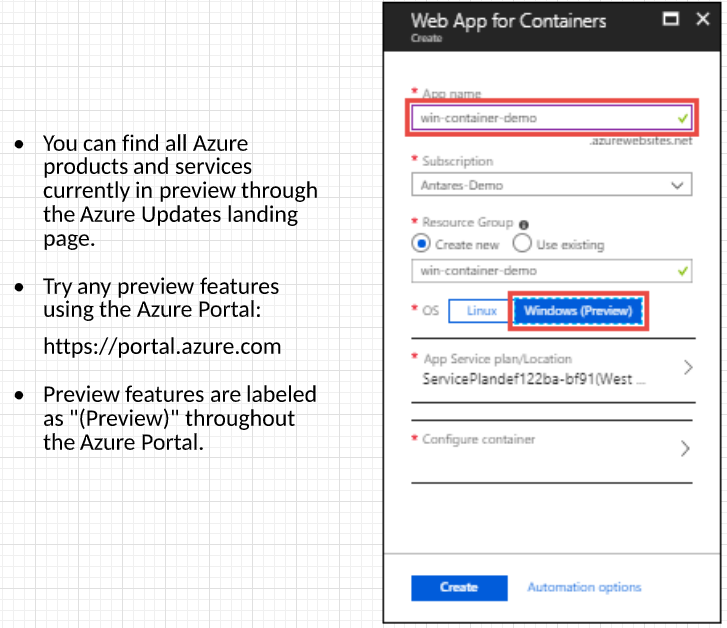 ● You can find all Azure
products and services
currently in preview through
the Azure Updates landing
page.
● Try any preview features
using the Azure Portal:
https://portal.azure.com
● Preview features are labeled
as "(Preview)" throughout
the Azure Portal.
Web App for Containers
Create
* App name
win-container-demo
.azurewebsites.net
* Subscription
Antares-Demo
* Resource Group
Create new Use existing
win-container-demo
* OS Linux Windows (Preview)
* App Service plan/Location
ServicePlandef122ba-bf91(West ...
* Configure container
Create Automation options